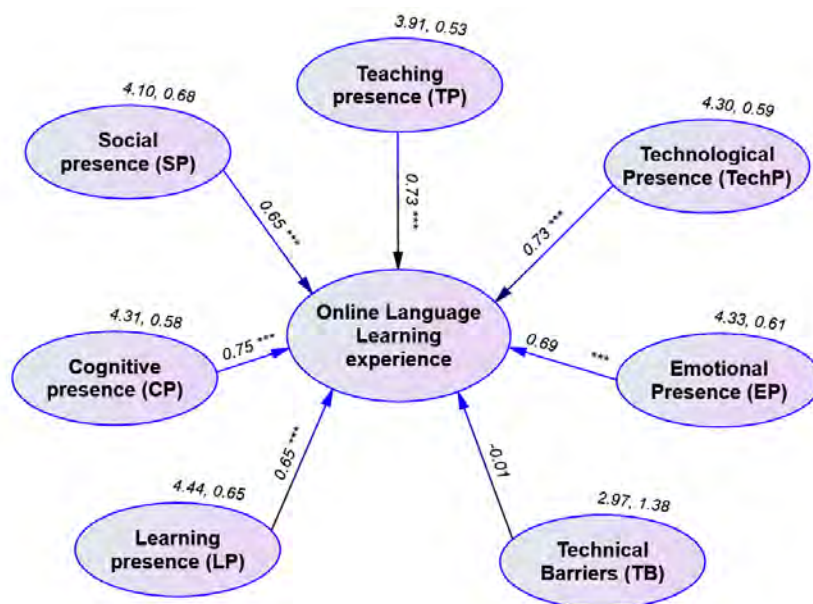 3.91, 0.53
Teaching
presence (TP)
4.10, 0.68
Social
presence (SP)
4.30, 0.59
Technological
Presence (TechP)
0.65 ***
0.73 ***
0.73 ***
Online Language
Learning
experience
4.31, 0.58
Cognitive
presence (CP)
0.75 ***
4.33, 0.61
Emotional
Presence (EP)
0.69 ***
4.44, 0.65
Learning
presence (LP)
0.65 ***
-0.01
2.97, 1.38
Technical
Barriers (TB)